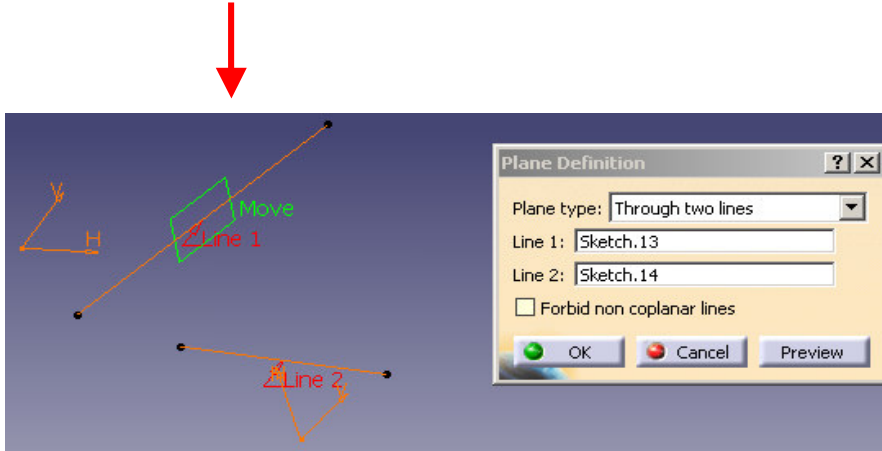 V
H
Move
Line 1
Line 2
V
Plane Definition
? ×
Plane type: Through two lines
Line 1: Sketch.13
Line 2: Sketch.14
Forbid non coplanar lines
OK Cancel Preview